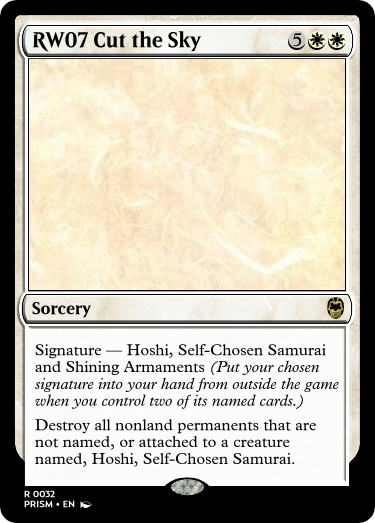 RW07 Cut the Sky 5
Sorcery
Signature — Hoshi, Self-Chosen Samurai
and Shining Armaments (Put your chosen
signature into your hand from outside the game
when you control two of its named cards.)
Destroy all nonland permanents that are
not named, or attached to a creature
named, Hoshi, Self-Chosen Samurai.
R 0032
PRISM • EN